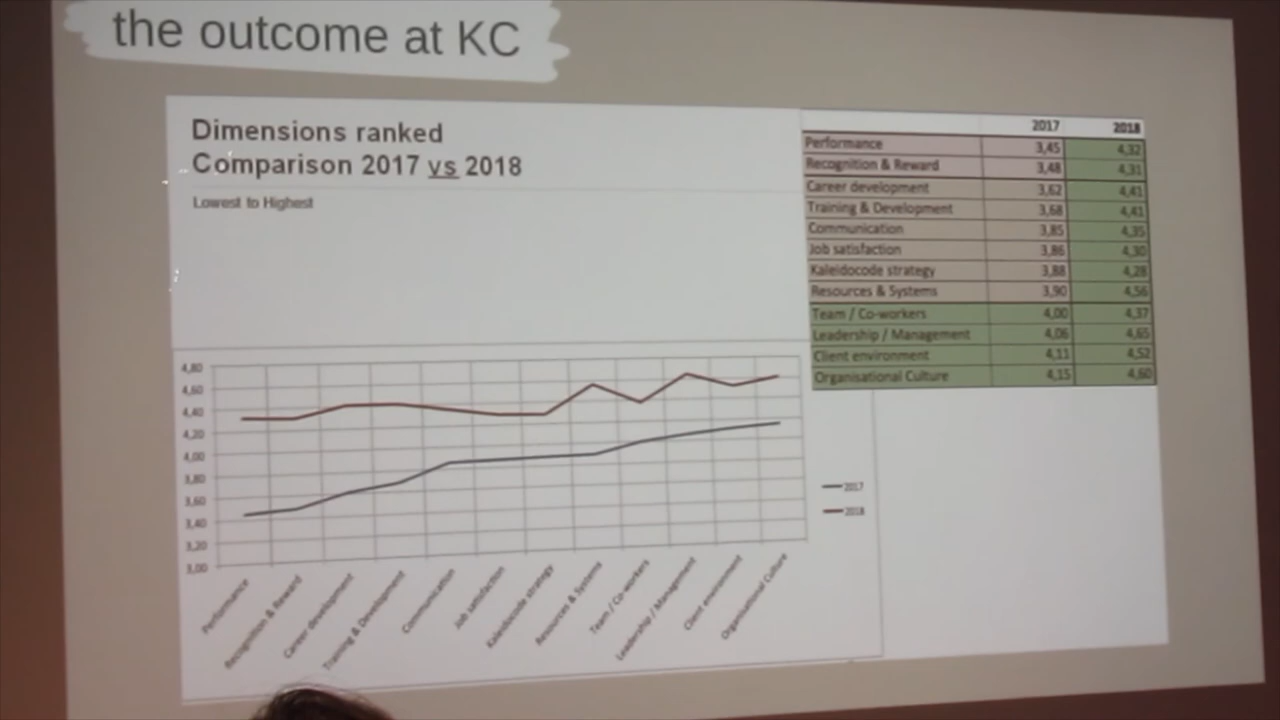 the outcome at KC
Dimensions ranked
Comparison 2017 vs 2018
Lowest to Highest
2017 2018
Performance 3,45 4,32
Recognition & Reward 3,48 4,31
Career development 3,62 4,41
Training & Development 3,68 4,41
Communication 3,85 4,35
Job satisfaction 3,86 4,30
Kaleidocode strategy 3,88 4,28
Resources & Systems 3,90 4,56
Team / Co-workers 4,00 4,37
Leadership / Management 4,06 4,65
Client environment 4,11 4,52
Organisational Culture 4,15 4,60
4,80
4,60
4,40
4,20
4,00
3,80
3,60
3,40
3,20
3,00
Performance
Recognition & Reward
Career development
Training & Development
Communication
Job satisfaction
Kaleidocode strategy
Resources & Systems
Team / Co-workers
Leadership / Management
Client environment
Organisational Culture
2017
2018